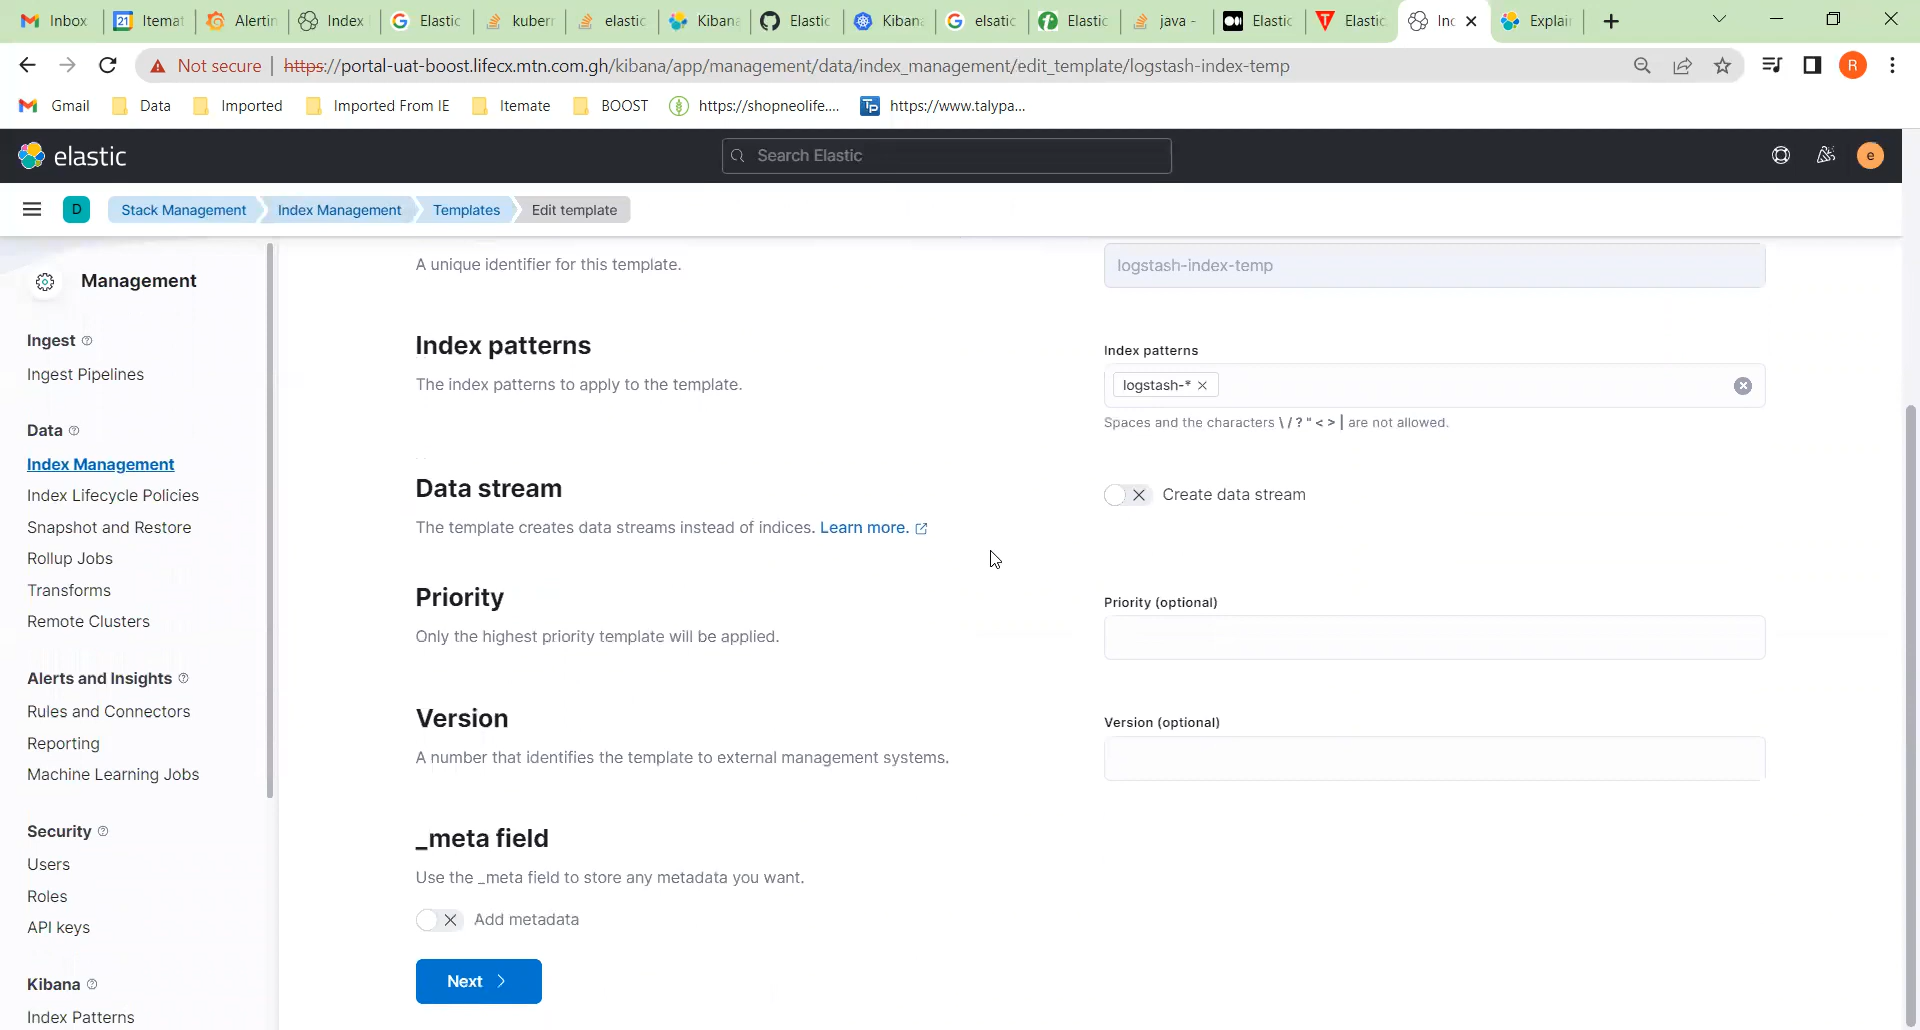 Inbox
Itemat
Alertin
Index
Elastic
kuberr
elastic
Kibana
Elastic
Kibana
elsatic
Elastic
java -
Elastic
Elastic
Inc
Explai
Not secure
https://portal-uat-boost.lifecx.mtn.com.gh/kibana/app/management/data/index_management/edit_template/logstash-index-temp
R
Gmail
Data
Imported
Imported From IE
Itemate
BOOST
https://shopneolife....
https://www.talypa...
elastic
Search Elastic
e
D
Stack Management
Index Management
Templates
Edit template
Management
Ingest
Ingest Pipelines
Data
Index Management
Index Lifecycle Policies
Snapshot and Restore
Rollup Jobs
Transforms
Remote Clusters
Alerts and Insights
Rules and Connectors
Reporting
Machine Learning Jobs
Security
Users
Roles
API keys
Kibana
Index Patterns
A unique identifier for this template.
logstash-index-temp
Index patterns
The index patterns to apply to the template.
Index patterns
logstash-*
Spaces and the characters \ / ? " < > | are not allowed.
Data stream
The template creates data streams instead of indices. Learn more.
Create data stream
Priority
Only the highest priority template will be applied.
Priority (optional)
Version
A number that identifies the template to external management systems.
Version (optional)
_meta field
Use the _meta field to store any metadata you want.
Add metadata
Next